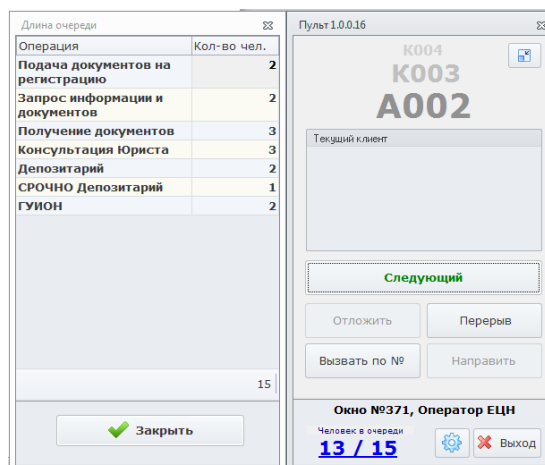 Длина очереди
Операция Кол-во чел.
Подача документов на
регистрацию 2
Запрос информации и
документов 2
Получение документов 3
Консультация Юриста 3
Депозитарий 2
СРОЧНО Депозитарий 1
ГУИОН 2
15
Закрыть
Пульт 1.0.0.16
K004
K003
A002
Текущий клиент
Следующий
Отложить Перерыв
Вызвать по № Направить
Окно №371, Оператор ЕЦН
Человек в очереди
13 / 15
Выход